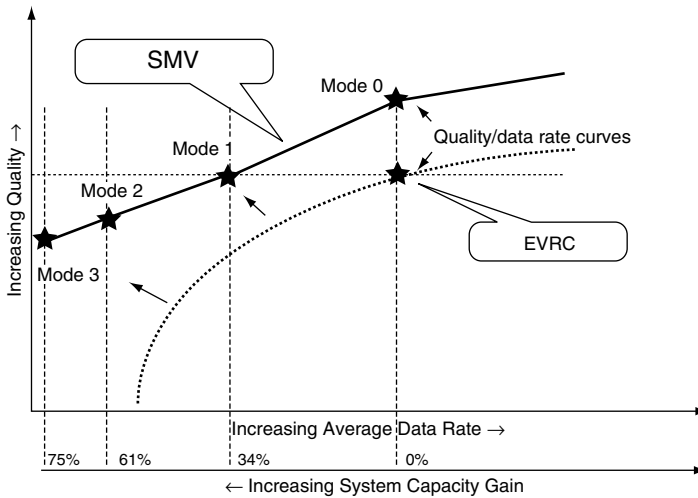 SMV
Mode 0
Quality/data rate curves
Mode 1
Mode 2
EVRC
Mode 3
Increasing Quality →
Increasing Average Data Rate →
75% 61% 34% 0%
← Increasing System Capacity Gain